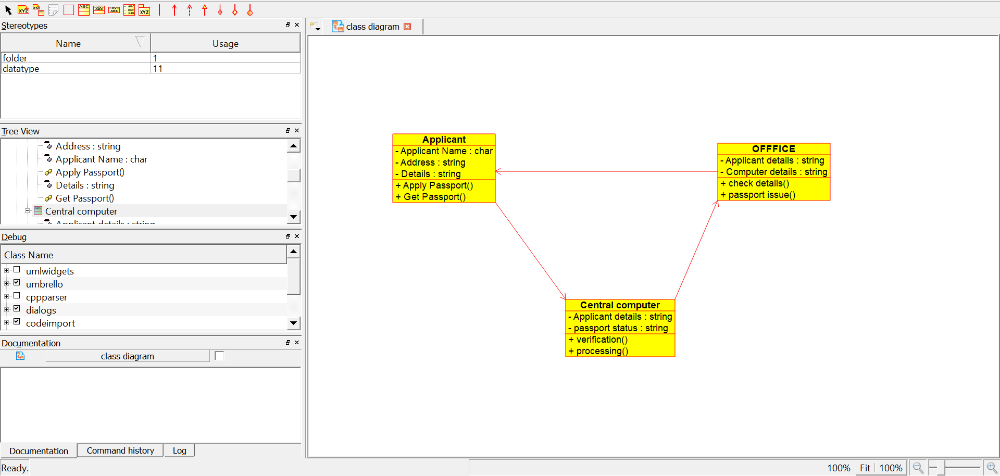 Stereotypes
Name Usage
folder 1
datatype 11
Tree View
Address : string
Applicant Name : char
Apply Passport()
Details : string
Get Passport()
Central computer
Applicant details : string
Debug
Class Name
umlwidgets
umbrello
cppparser
dialogs
codeimport
Documentation
class diagram
Documentation Command history Log
Ready.
class diagram
Applicant
- Applicant Name : char
- Address : string
- Details : string
+ Apply Passport()
+ Get Passport()
OFFFICE
- Applicant details : string
- Computer details : string
+ check details()
+ passport issue()
Central computer
- Applicant details : string
- passport status : string
+ verification()
+ processing()
100% Fit 100%